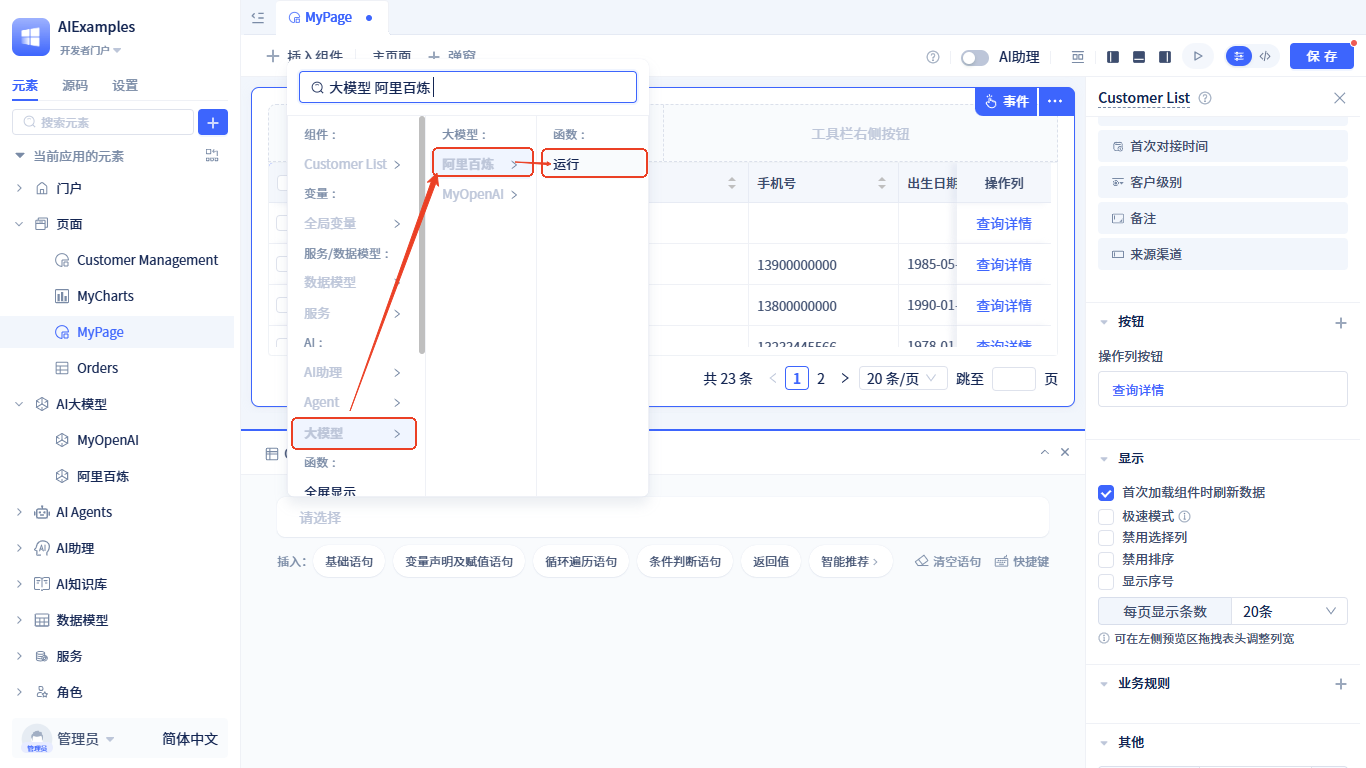 AIExamples
开发者门户
元素 源码 设置
搜索元素
当前应用的元素
门户
页面
Customer Management
MyCharts
MyPage
Orders
AI大模型
MyOpenAI
阿里百炼
AI Agents
AI助理
AI知识库
数据模型
服务
角色
管理员
管理员 简体中文
MyPage
插入组件 主页面 弹窗
AI助理
保存
大模型 阿里百炼
组件：
Customer List
变量：
全局变量
服务/数据模型：
数据模型
服务
AI：
AI助理
Agent
大模型
函数：
全屏显示
大模型：
阿里百炼
MyOpenAI
函数：
运行
事件
工具栏右侧按钮
手机号 出生日期 操作列
查询详情
13900000000 1985-05- 查询详情
13800000000 1990-01- 查询详情
13233445566 1978-01 查询详情
共 23 条 1 2 20 条/页 跳至 页
请选择
插入： 基础语句 变量声明及赋值语句 循环遍历语句 条件判断语句 返回值 智能推荐 清空语句 快捷键
Customer List
首次对接时间
客户级别
备注
来源渠道
按钮
操作列按钮
查询详情
显示
首次加载组件时刷新数据
极速模式
禁用选择列
禁用排序
显示序号
每页显示条数 20条
可在左侧预览区拖拽表头调整列宽
业务规则
其他